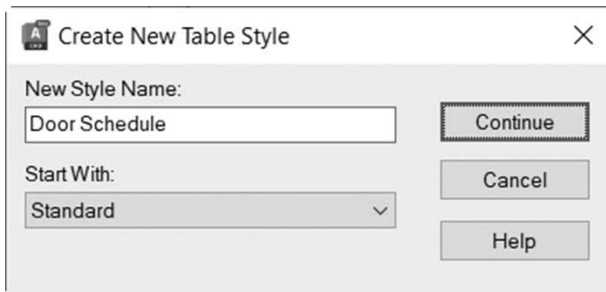 Create New Table Style
New Style Name:
Door Schedule
Continue
Start With:
Standard
Cancel
Help